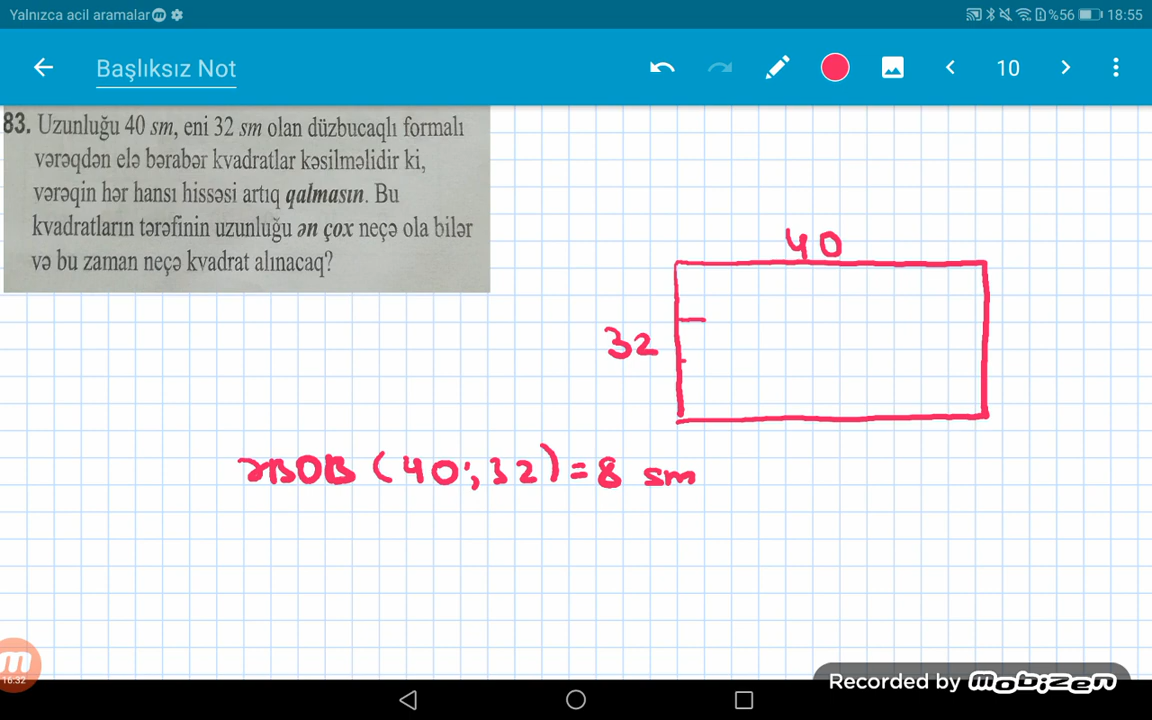 Yalnızca acil aramalar
%56 18:55
Başlıksız Not
10
83. Uzunluğu 40 sm, eni 32 sm olan düzbucaqlı formalı
vərəqdən elə bərabər kvadratlar kəsilməlidir ki,
vərəqin hər hansı hissəsi artıq qalmasın. Bu
kvadratların tərəfinin uzunluğu ən çox neçə ola bilər
və bu zaman neçə kvadrat alınacaq?
40
32
ƏBOB (40;32)=8 sm
16:32
Recorded by mobizen